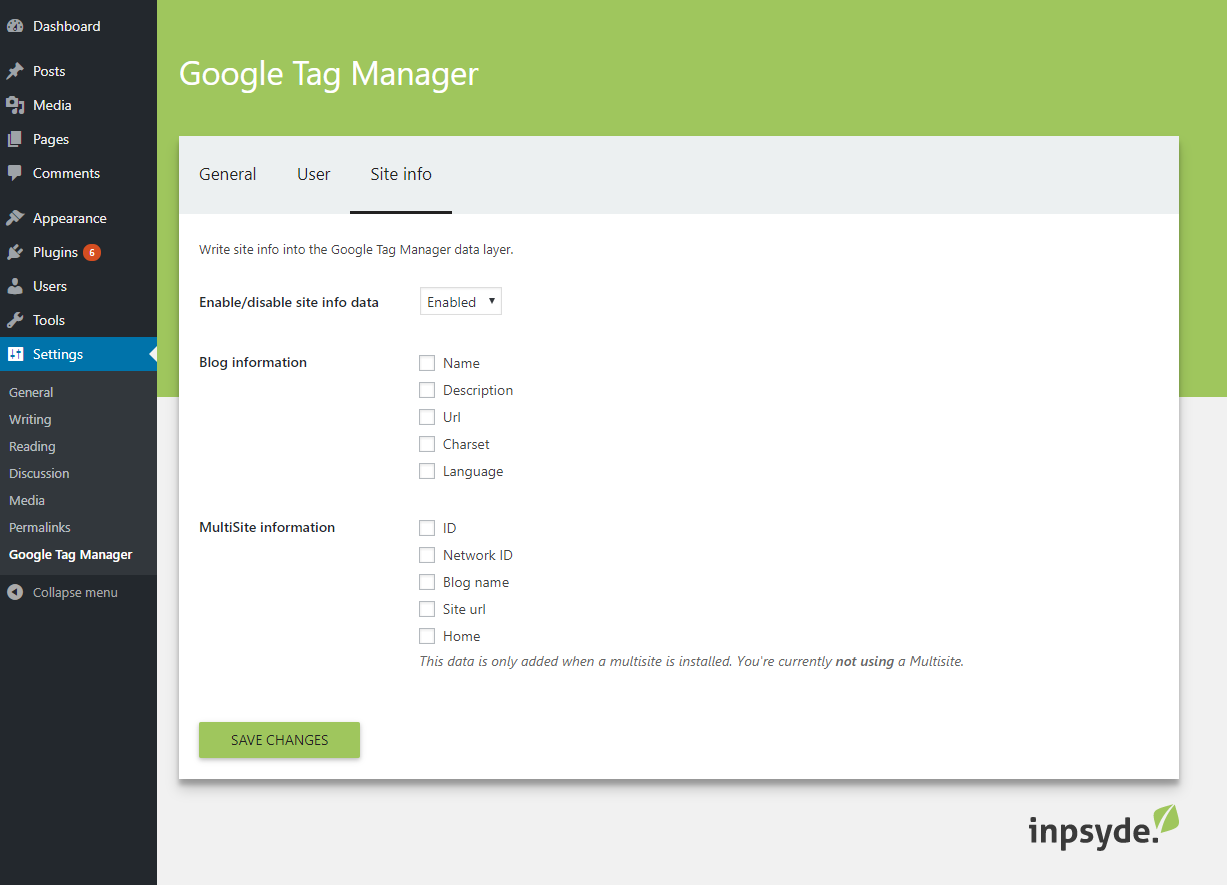 Dashboard
Posts
Media
Pages
Comments
Appearance
Plugins 6
Users
Tools
Settings
General
Writing
Reading
Discussion
Media
Permalinks
Google Tag Manager
Collapse menu
Google Tag Manager
General User Site info
Write site info into the Google Tag Manager data layer.
Enable/disable site info data Enabled
Blog information Name
Description
Url
Charset
Language
MultiSite information ID
Network ID
Blog name
Site url
Home
This data is only added when a multisite is installed. You're currently not using a Multisite.
SAVE CHANGES
inpsyde.